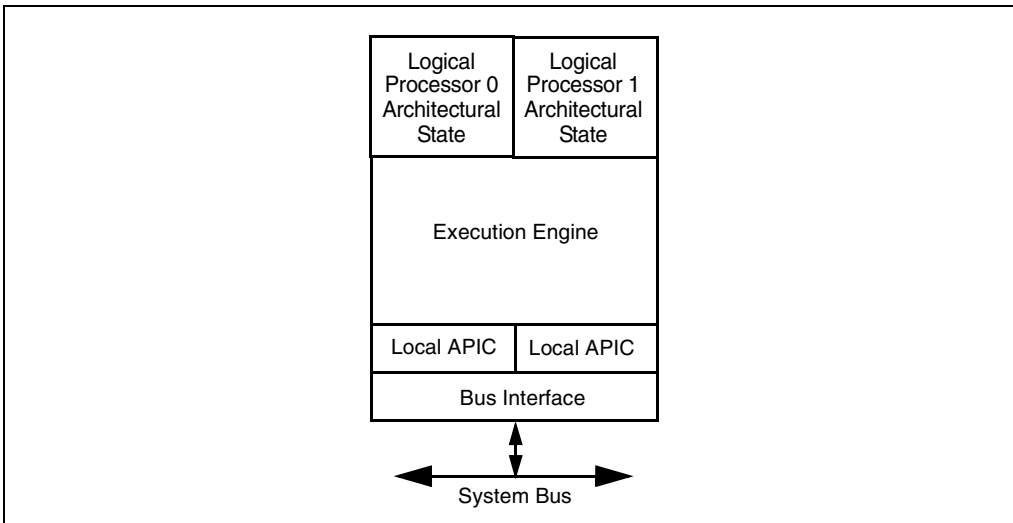 Logical
Processor 0
Architectural
State
Logical
Processor 1
Architectural
State
Execution Engine
Local APIC
Local APIC
Bus Interface
System Bus